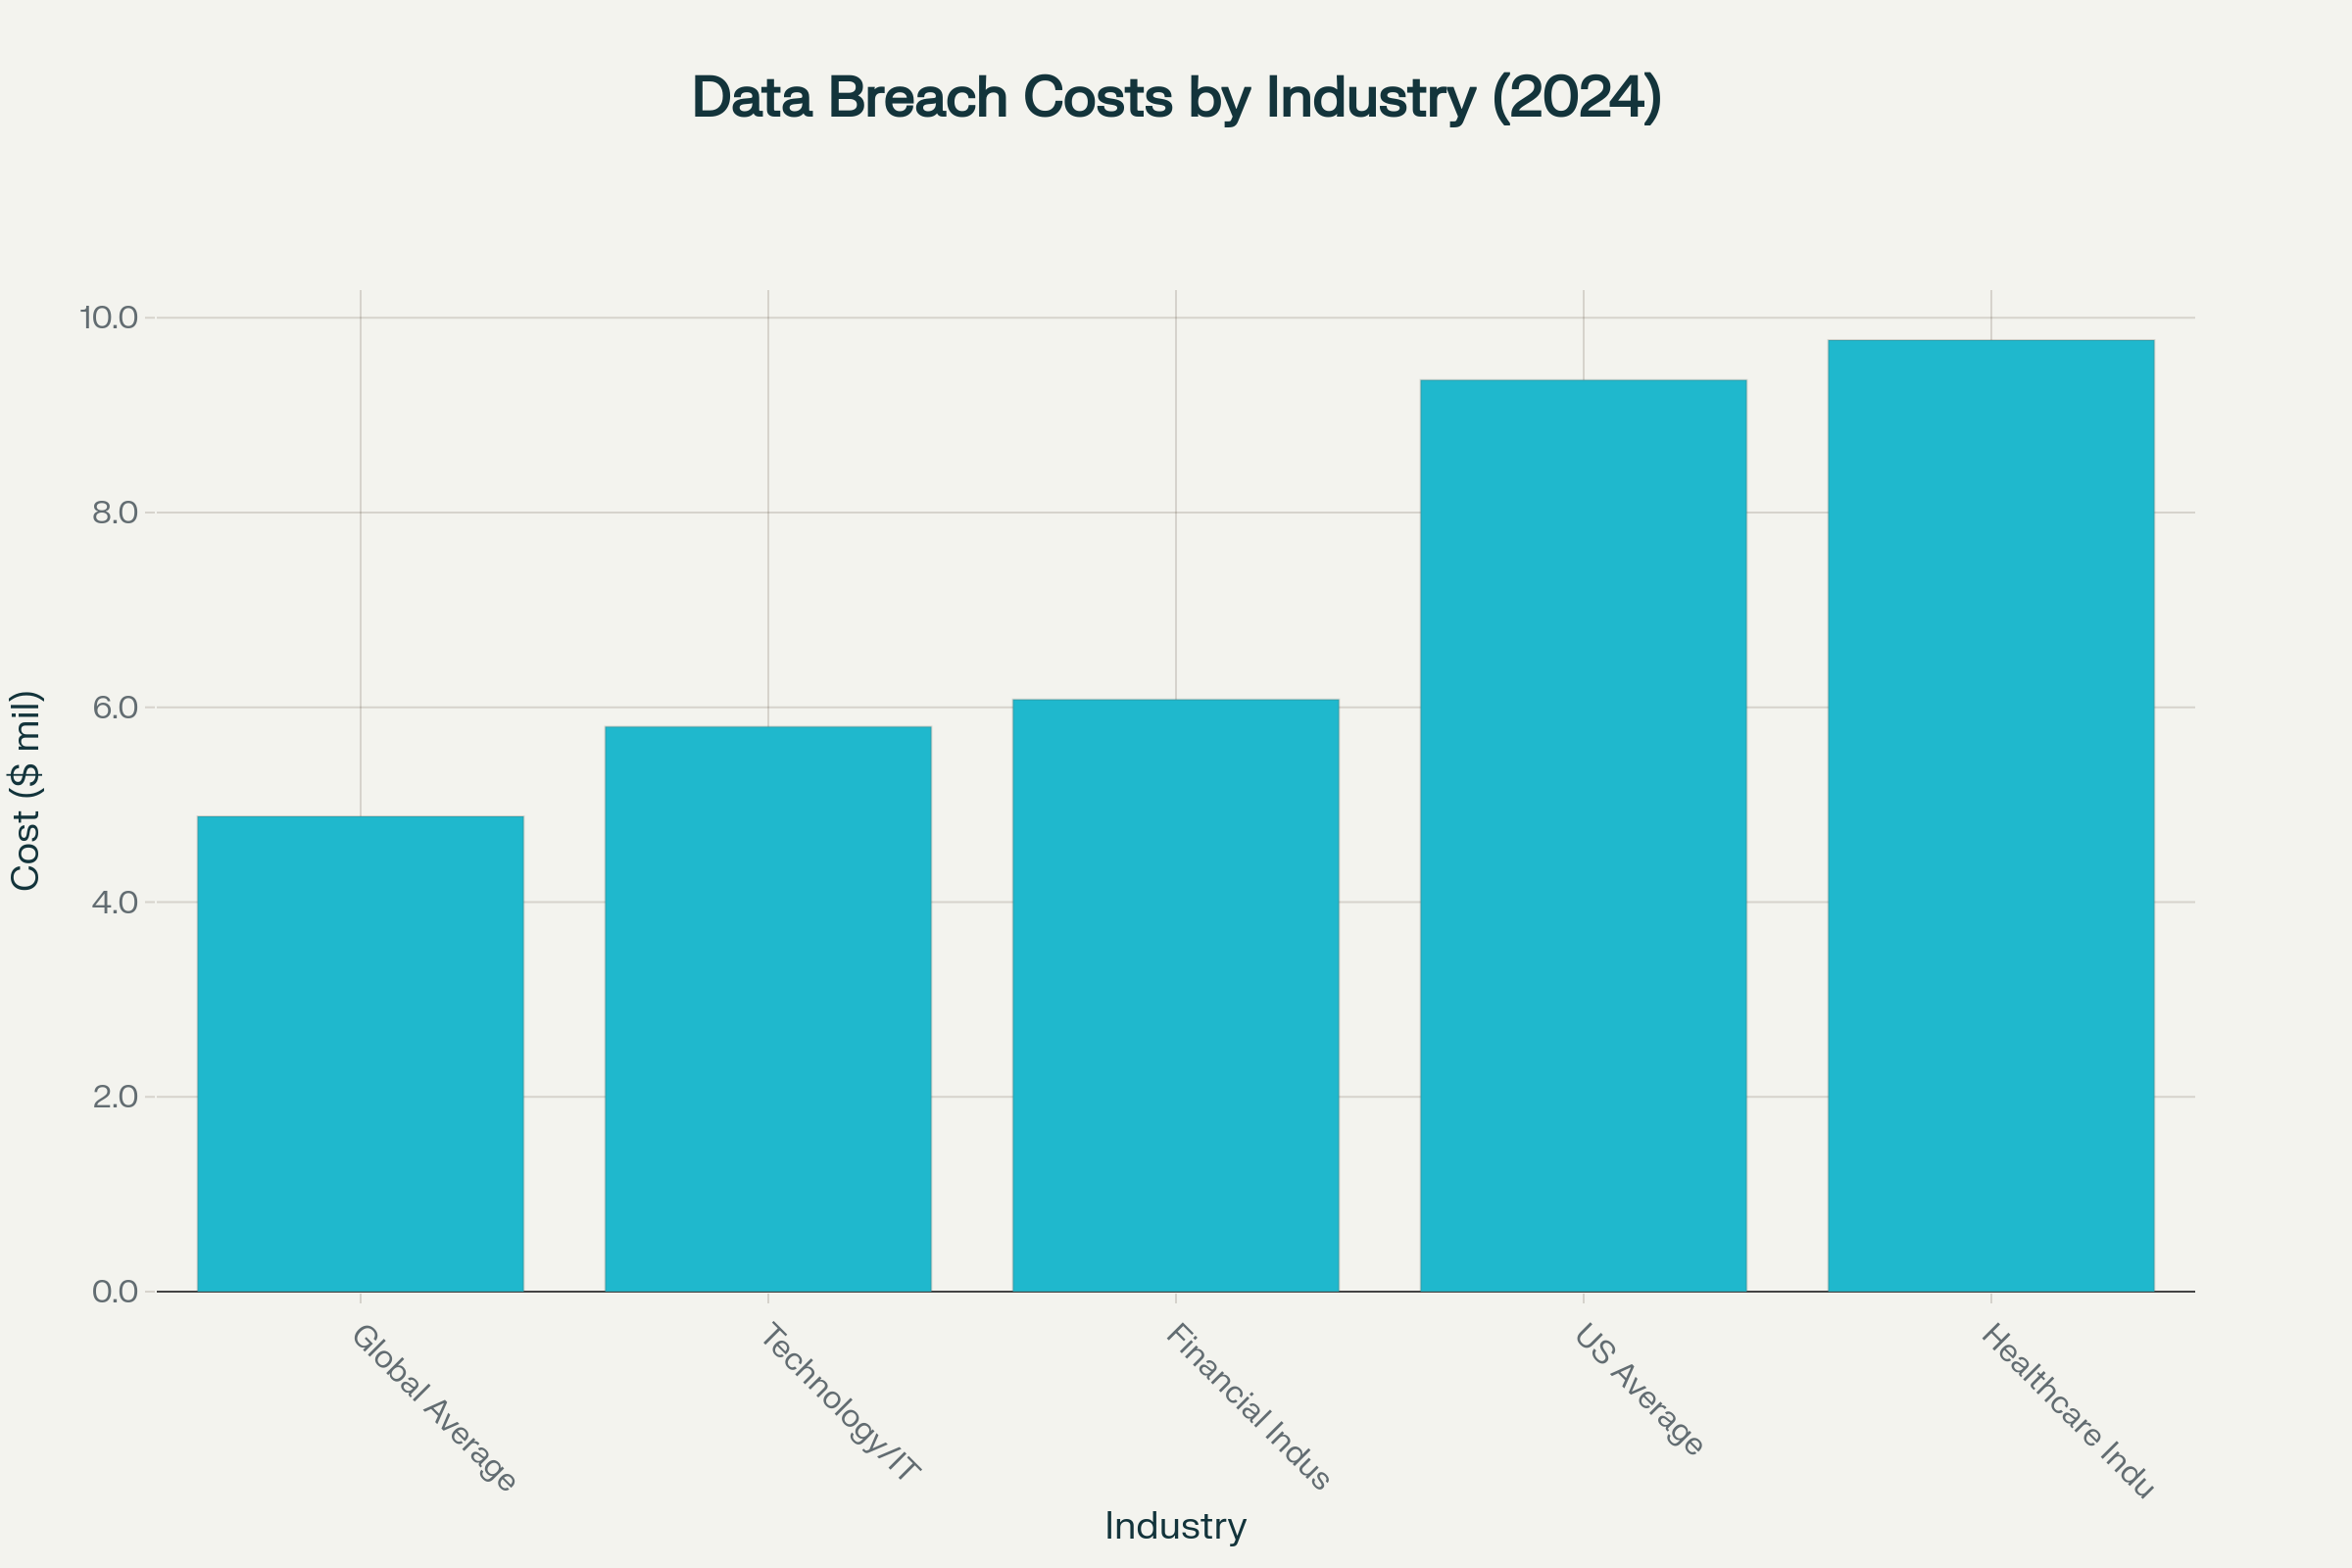 Data Breach Costs by Industry (2024)
Cost ($ mil)
10.0
8.0
6.0
4.0
2.0
0.0
Global Average
Technology/IT
Financial Indus
US Average
Healthcare Indu
Industry